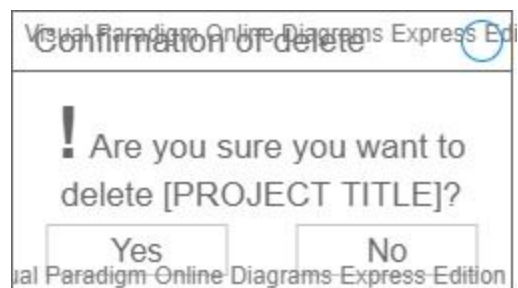 Visual Paradigm Online Diagrams Express Edi
Confirmation of delete
! Are you sure you want to
delete [PROJECT TITLE]?
Yes No
ual Paradigm Online Diagrams Express Edition